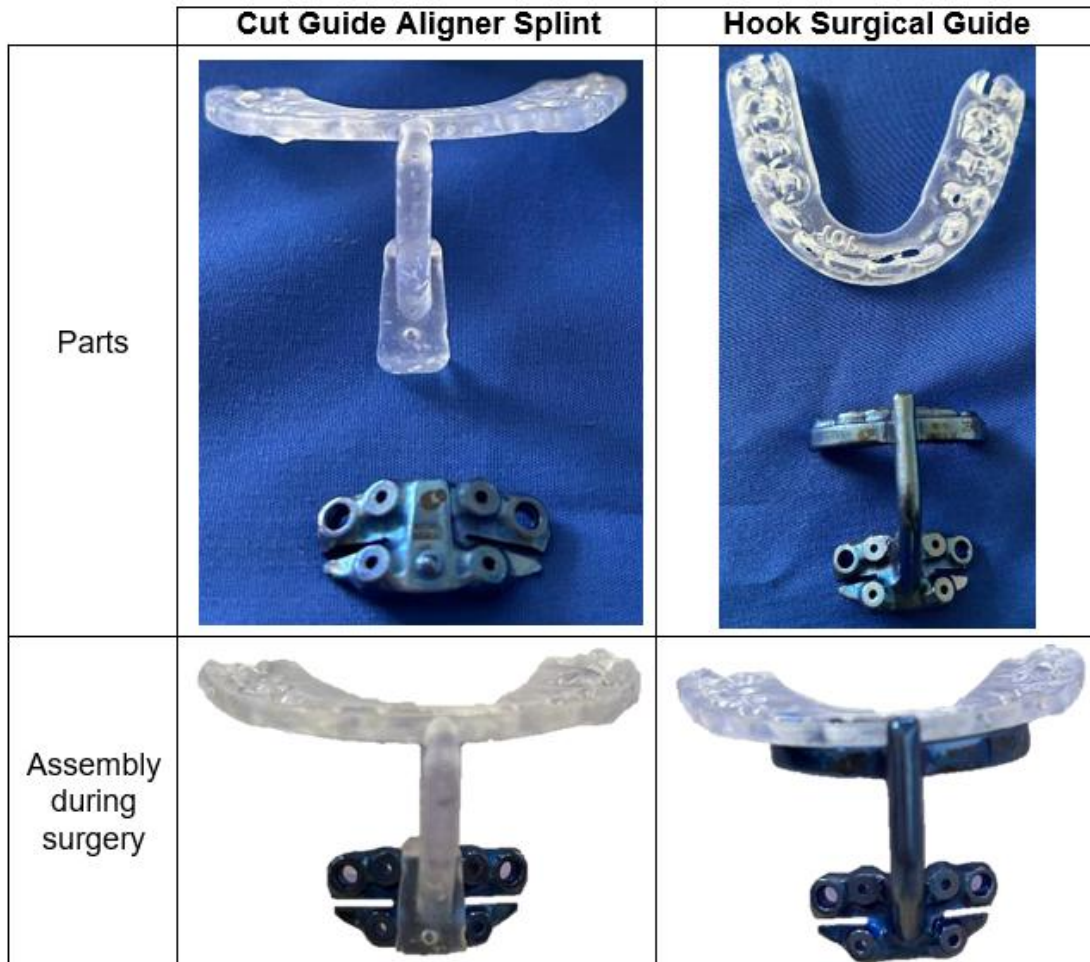 Cut Guide Aligner Splint
Hook Surgical Guide
Parts
Assembly
during
surgery